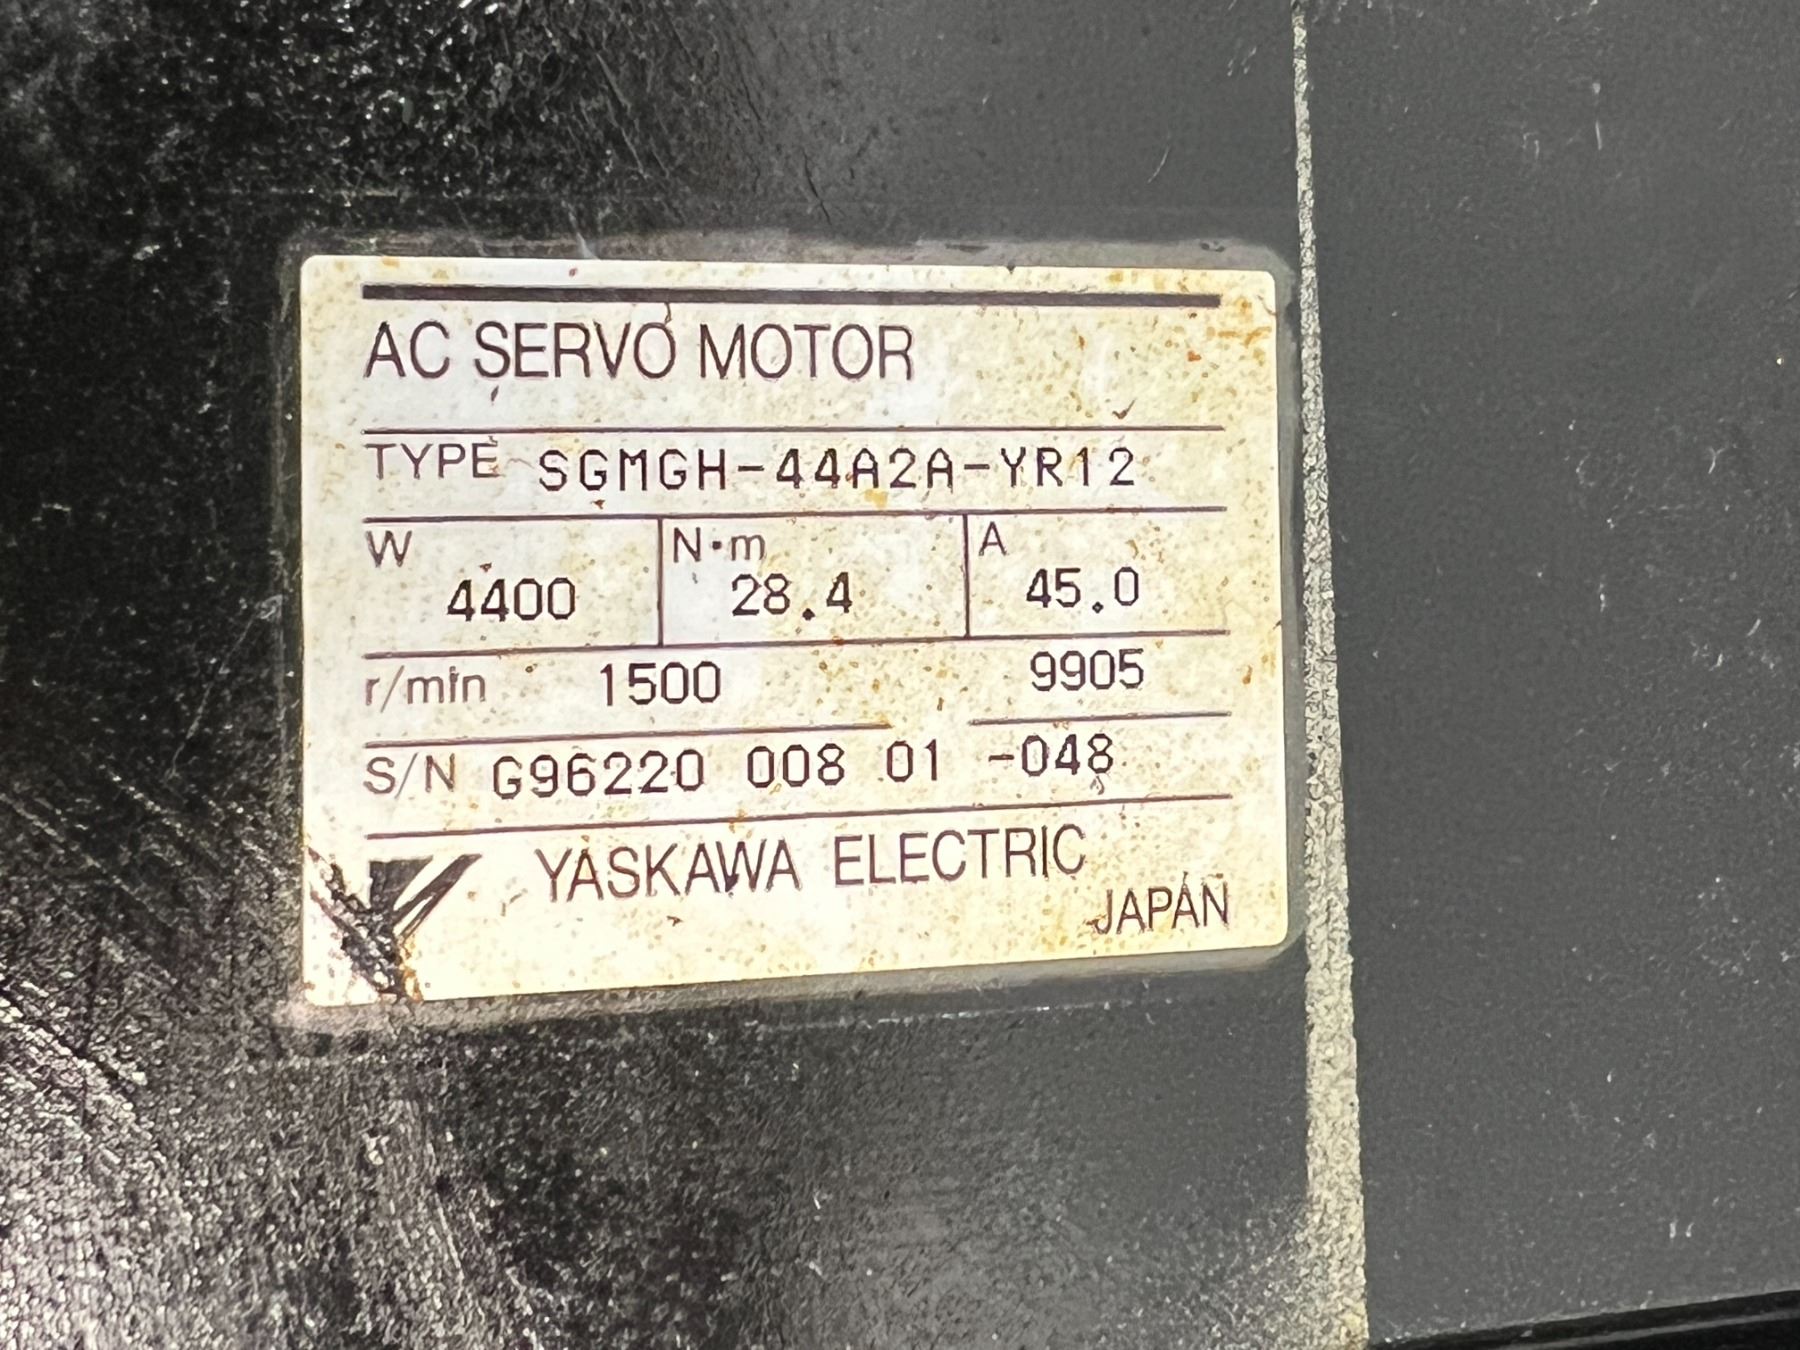 AC SERVO MOTOR
TYPE SGMGH-44A2A-YR12
W N·m A
4400 28.4 45.0
r/min 1500 9905
S/N G96220 008 01 -048
YASKAWA ELECTRIC
JAPAN